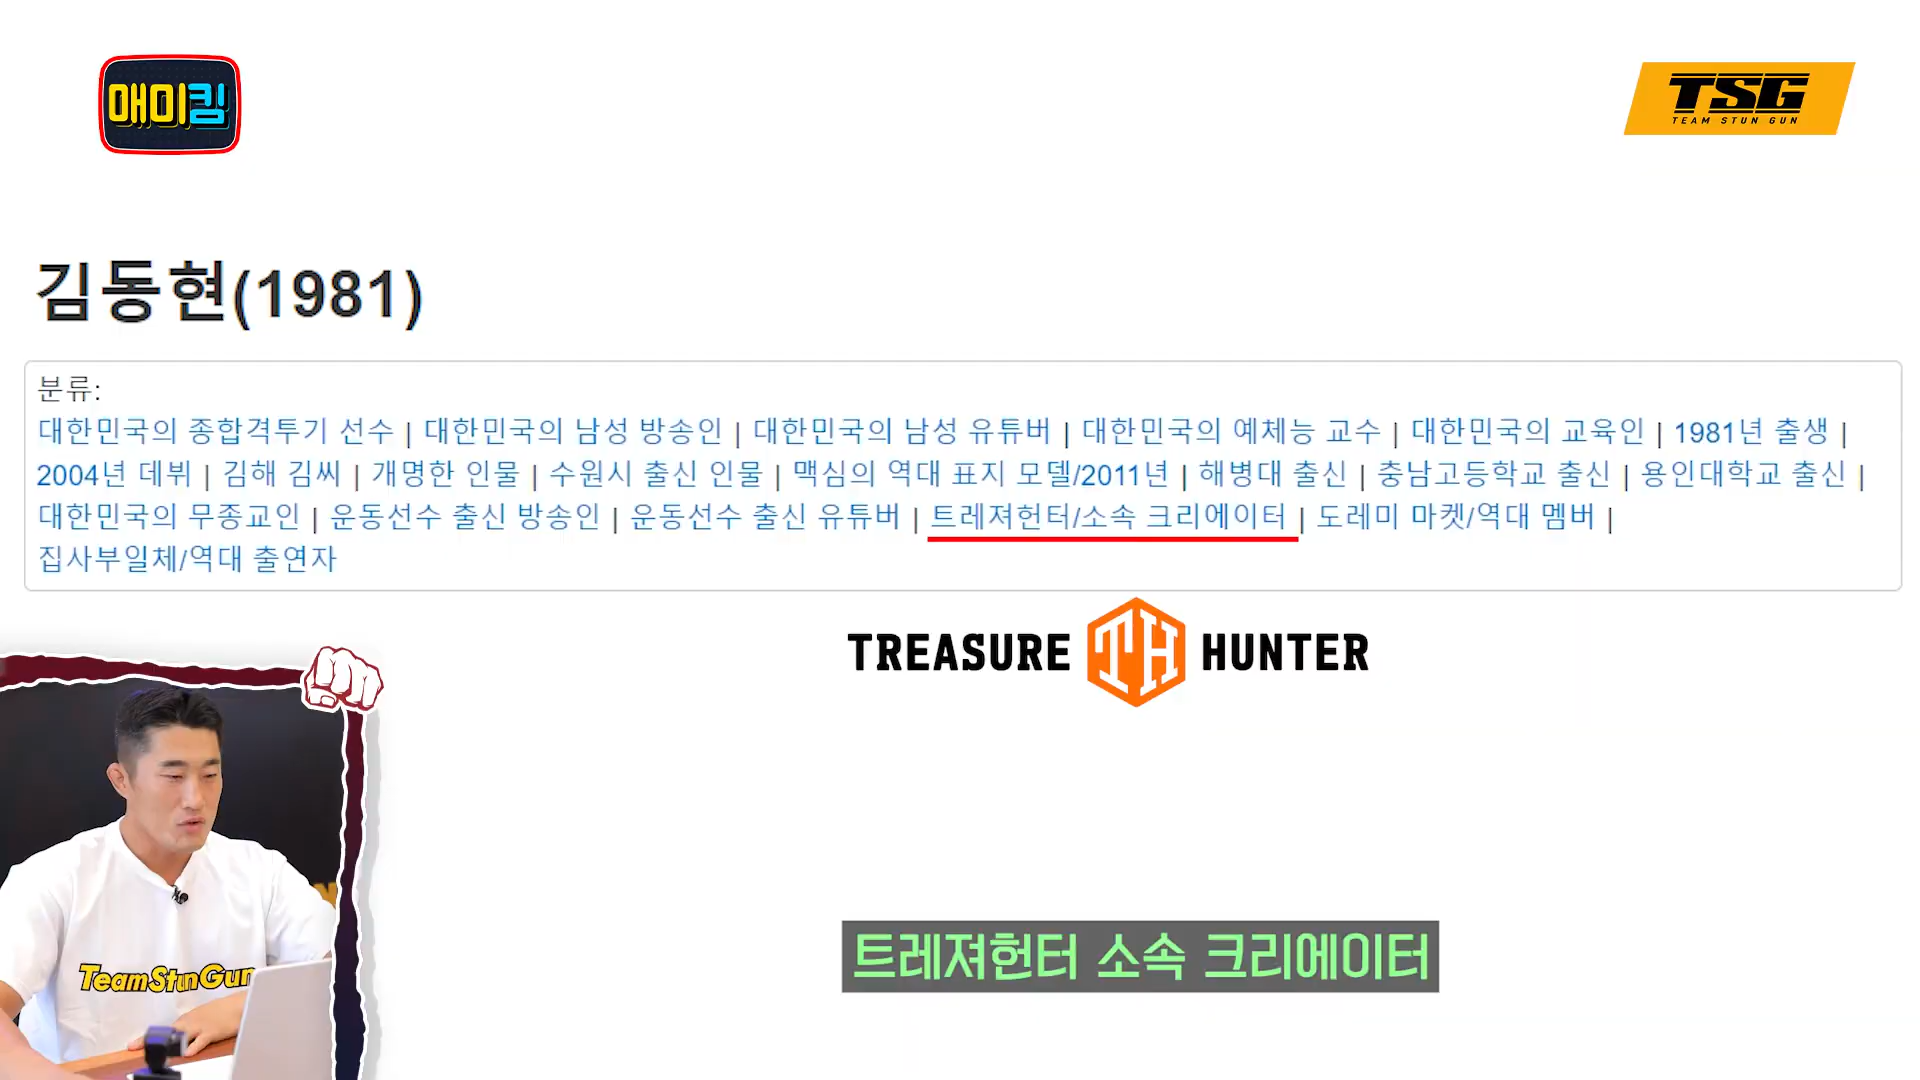 매미킴
TSG
TEAM STUN GUN
김동현(1981)
분류:
대한민국의 종합격투기 선수 | 대한민국의 남성 방송인 | 대한민국의 남성 유튜버 | 대한민국의 예체능 교수 | 대한민국의 교육인 | 1981년 출생 |
2004년 데뷔 | 김해 김씨 | 개명한 인물 | 수원시 출신 인물 | 맥심의 역대 표지 모델/2011년 | 해병대 출신 | 충남고등학교 출신 | 용인대학교 출신 |
대한민국의 무종교인 | 운동선수 출신 방송인 | 운동선수 출신 유튜버 | 트레져헌터/소속 크리에이터 | 도레미 마켓/역대 멤버 |
집사부일체/역대 출연자
TREASURE TH HUNTER
Team Stun Gun
트레져헌터 소속 크리에이터